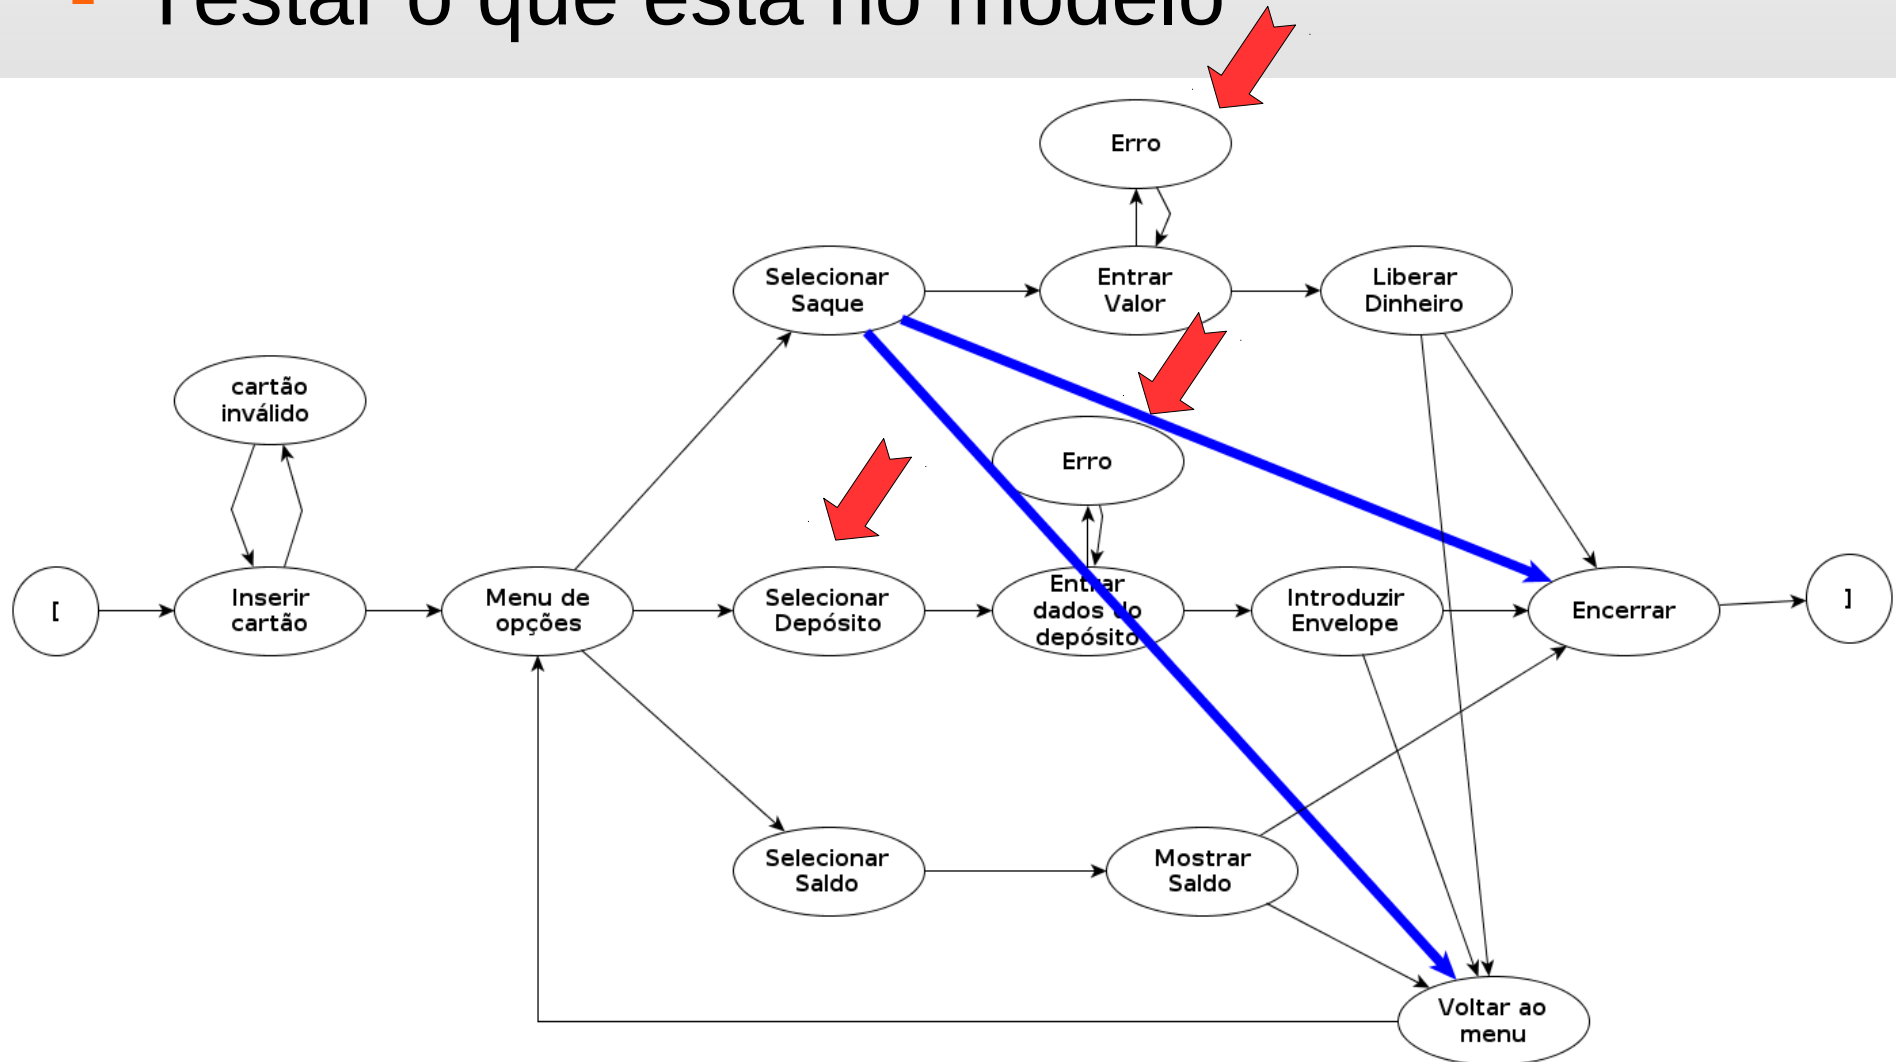 Testar o que está no modelo
Erro
Selecionar
Saque
Entrar
Valor
Liberar
Dinheiro
cartão
inválido
Erro
[
Inserir
cartão
Menu de
opções
Selecionar
Depósito
Entrar
dados do
depósito
Introduzir
Envelope
Encerrar
]
Selecionar
Saldo
Mostrar
Saldo
Voltar ao
menu